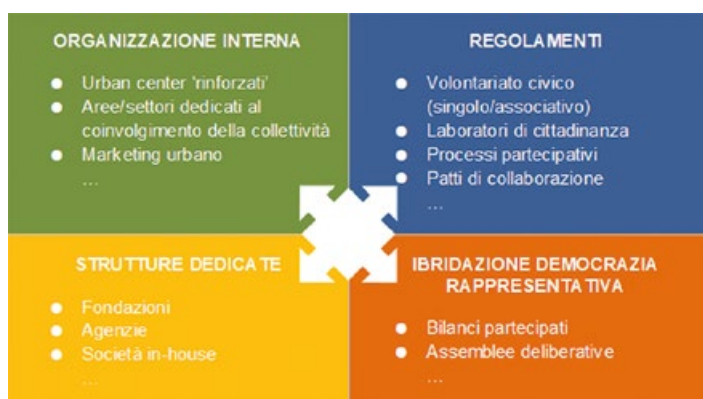 ORGANIZZAZIONE INTERNA
● Urban center 'rinforzati'
● Aree/settori dedicati al
coinvolgimento della collettività
● Marketing urbano
...
REGOLAMENTI
● Volontariato civico
(singolo/associativo)
● Laboratori di cittadinanza
● Processi partecipativi
● Patti di collaborazione
...
STRUTTURE DEDICATE
● Fondazioni
● Agenzie
● Società in-house
...
IBRIDAZIONE DEMOCRAZIA
RAPPRESENTATIVA
● Bilanci partecipati
● Assemblee deliberative
...